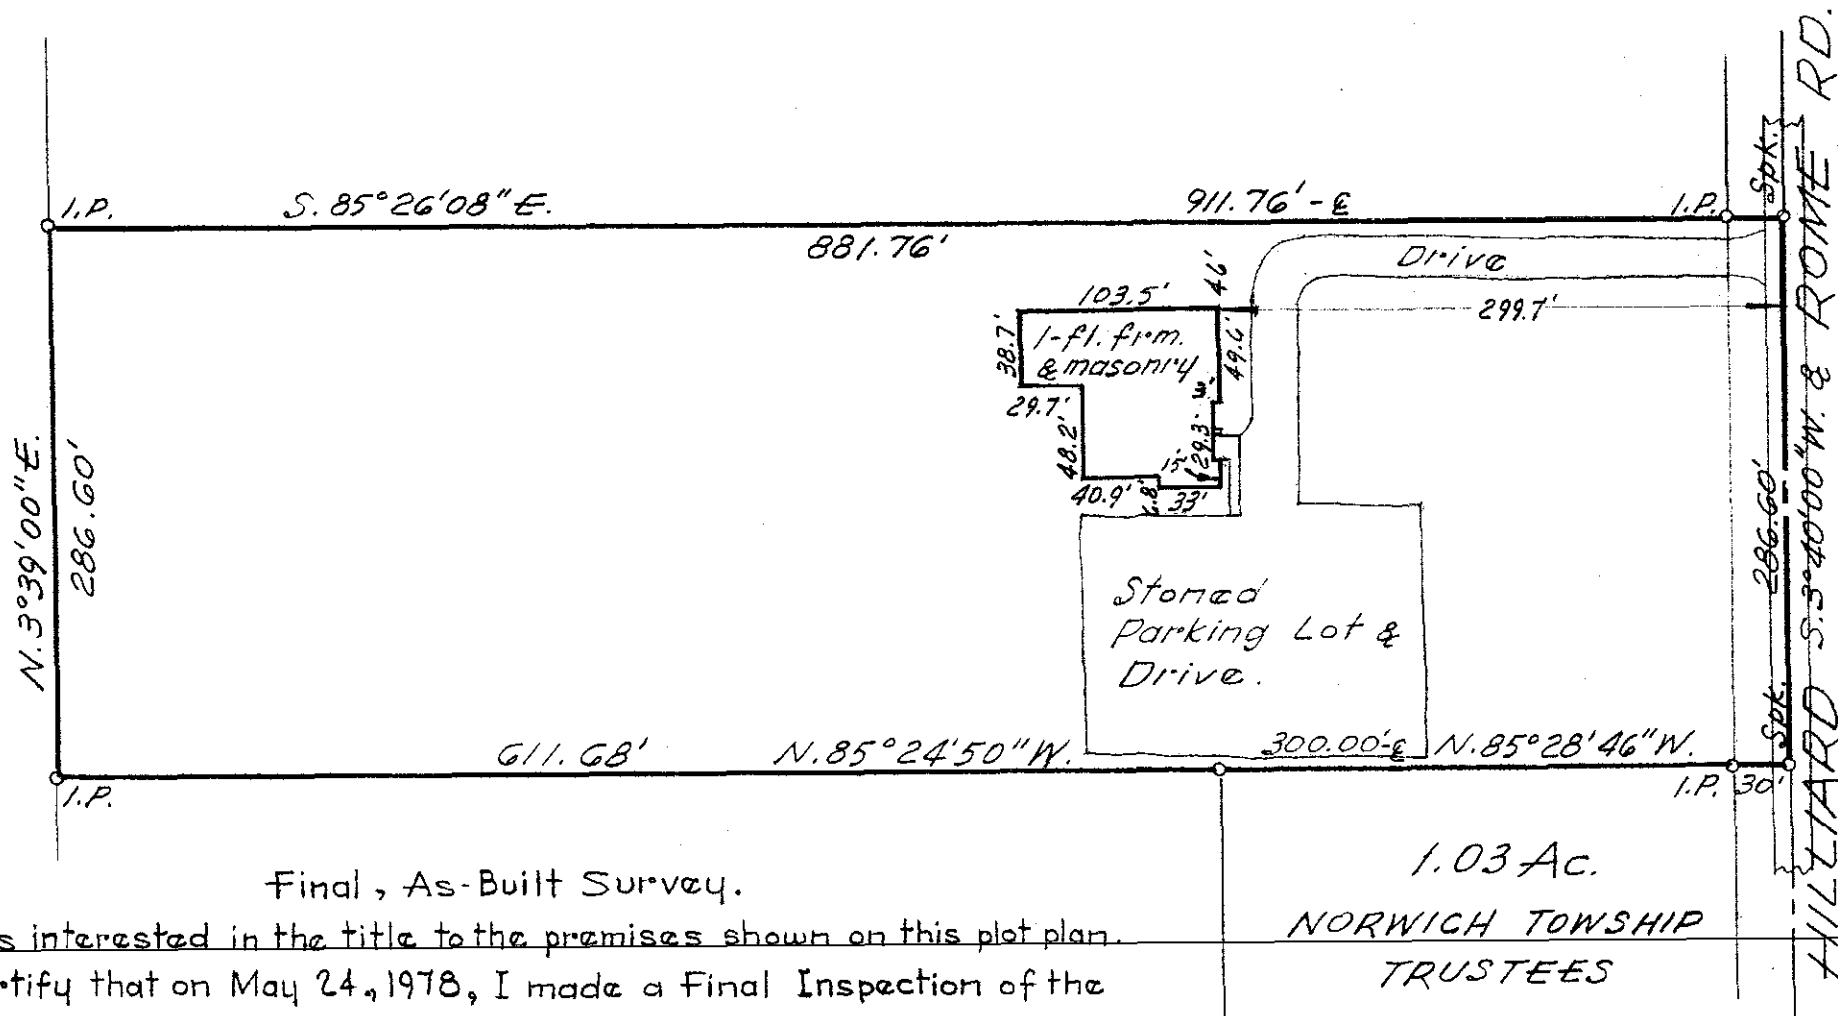 I.P.
S. 85°26'08" E.
911.76' - ℄
I.P.
Spk.
881.76'
Drive
46'
103.5'
299.7'
38.7'
1-fl. frm.
& masonry
49.6'
3'
29.7'
48.2'
29.3'
15'
40.9'
33'
N. 3°39'00" E.
286.60'
286.60'
HILLIARD & ROME RD.
S. 3°40'00" W.
Stoned
Parking Lot &
Drive.
611.68'
N. 85°24'50" W.
300.00'-℄
N. 85°28'46" W.
Spk.
I.P.
I.P.
30'
1.03 Ac.
NORWICH TOWSHIP
TRUSTEES
Final, As-Built Survey.
s interested in the title to the premises shown on this plot plan.
tify that on May 24, 1978, I made a Final Inspection of the